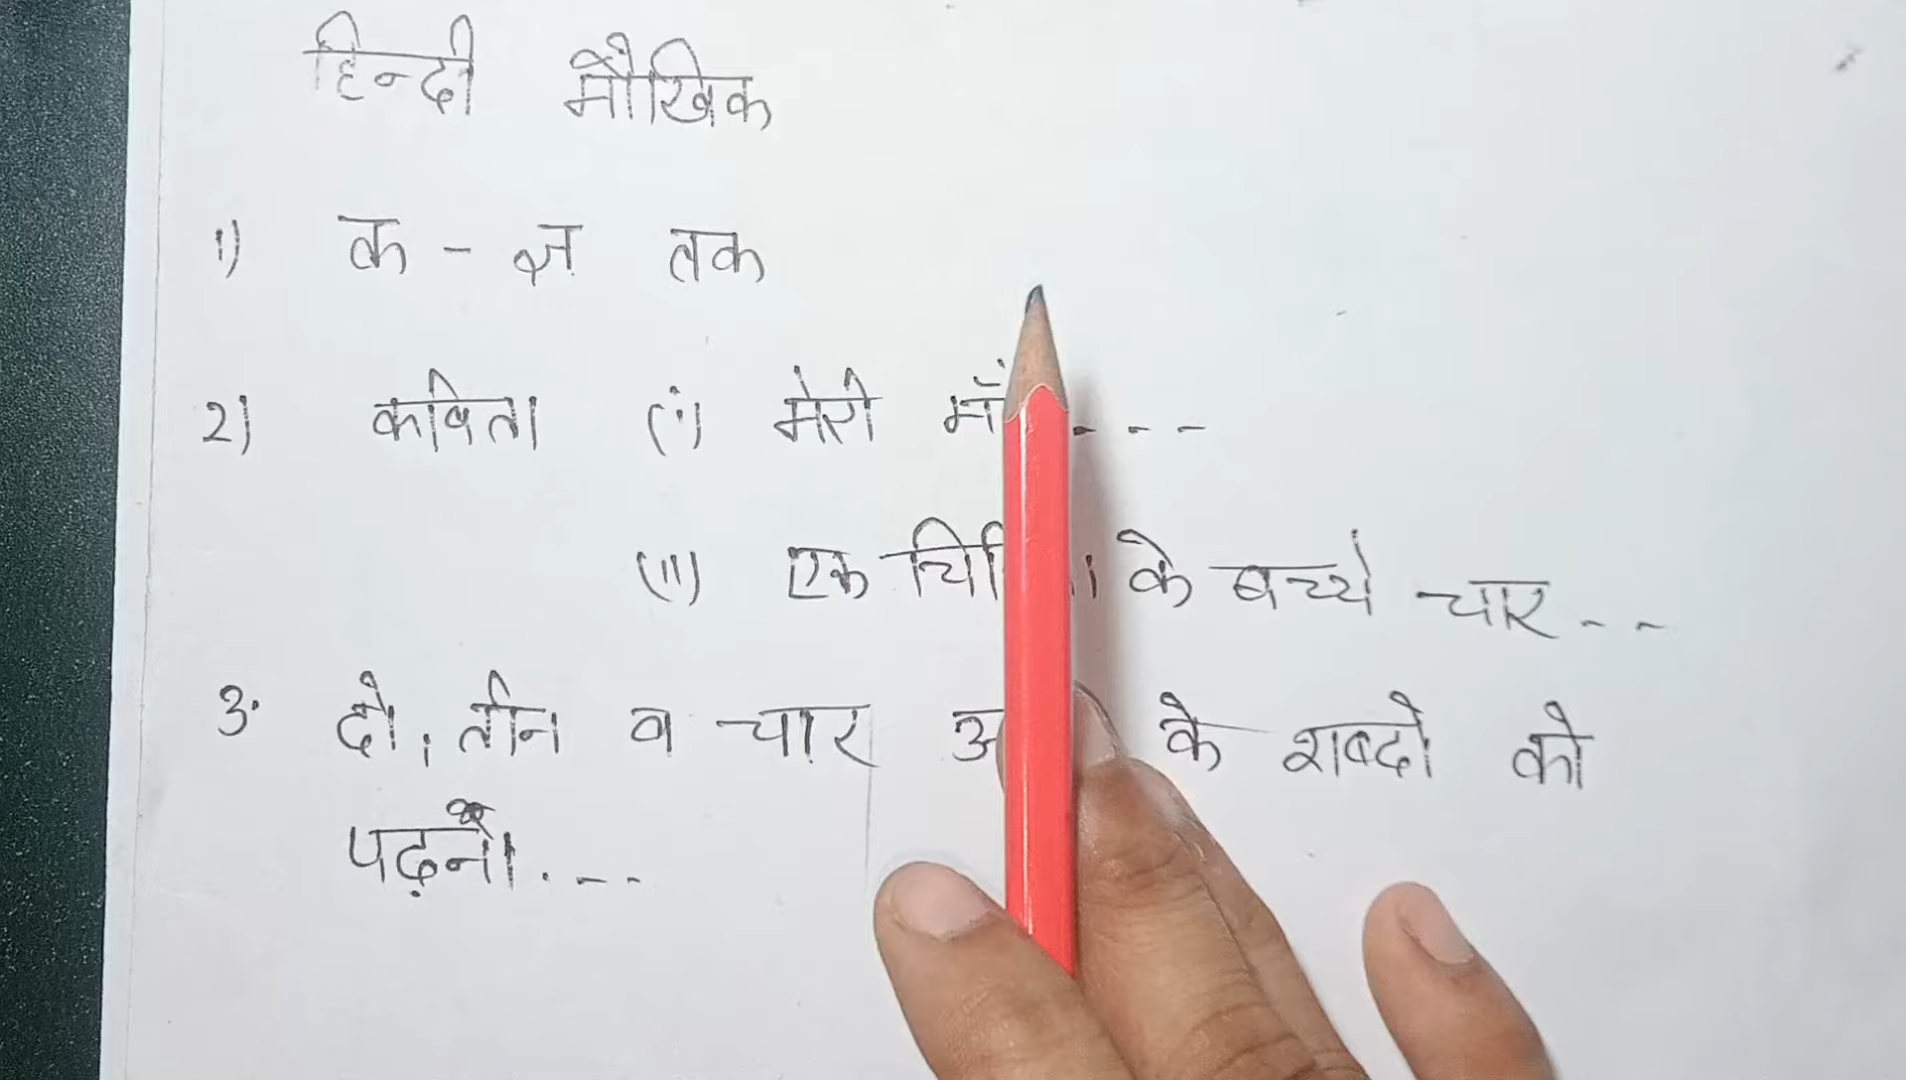 हिन्दी मौखिक
1) क - ज्ञ तक
2) कविता (i) मेरी माँ - - -
(ii) एक के बच्चे चार - -
3. दो, तीन व चार के शब्दो को
पढ़ना. - -